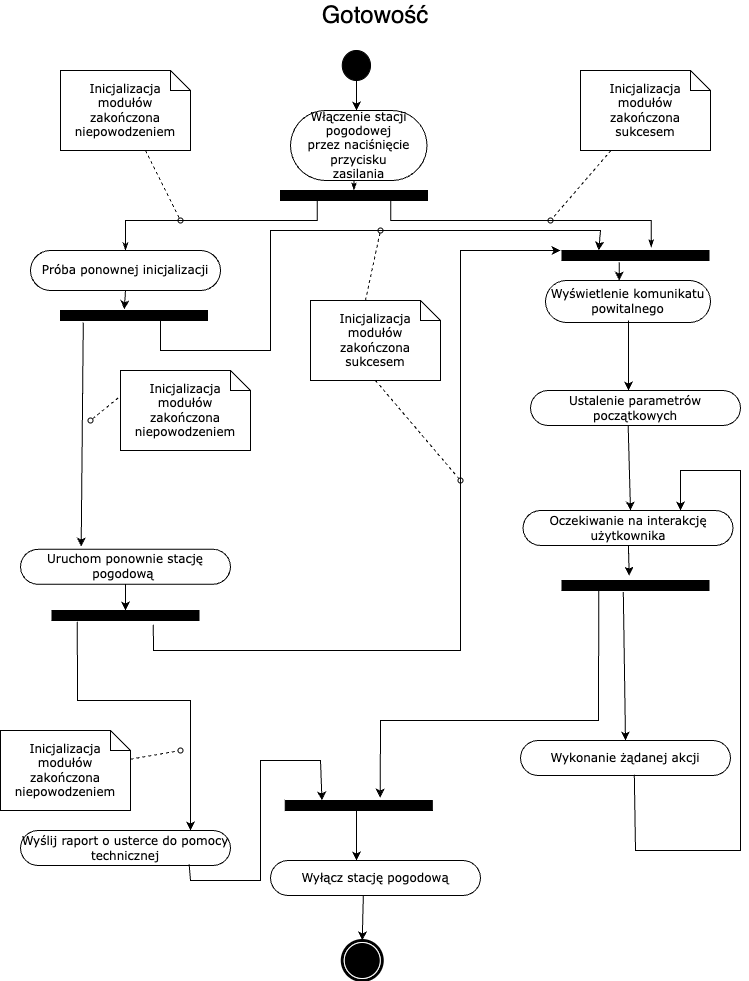 Gotowość
Inicjalizacja
modułów
zakończona
niepowodzeniem
Włączenie stacji
pogodowej
przez naciśnięcie
przycisku
zasilania
Inicjalizacja
modułów
zakończona
sukcesem
Próba ponownej inicjalizacji
Wyświetlenie komunikatu
powitalnego
Inicjalizacja
modułów
zakończona
sukcesem
Inicjalizacja
modułów
zakończona
niepowodzeniem
Ustalenie parametrów
początkowych
Oczekiwanie na interakcję
użytkownika
Uruchom ponownie stację
pogodową
Inicjalizacja
modułów
zakończona
niepowodzeniem
Wykonanie żądanej akcji
Wyślij raport o usterce do pomocy
technicznej
Wyłącz stację pogodową